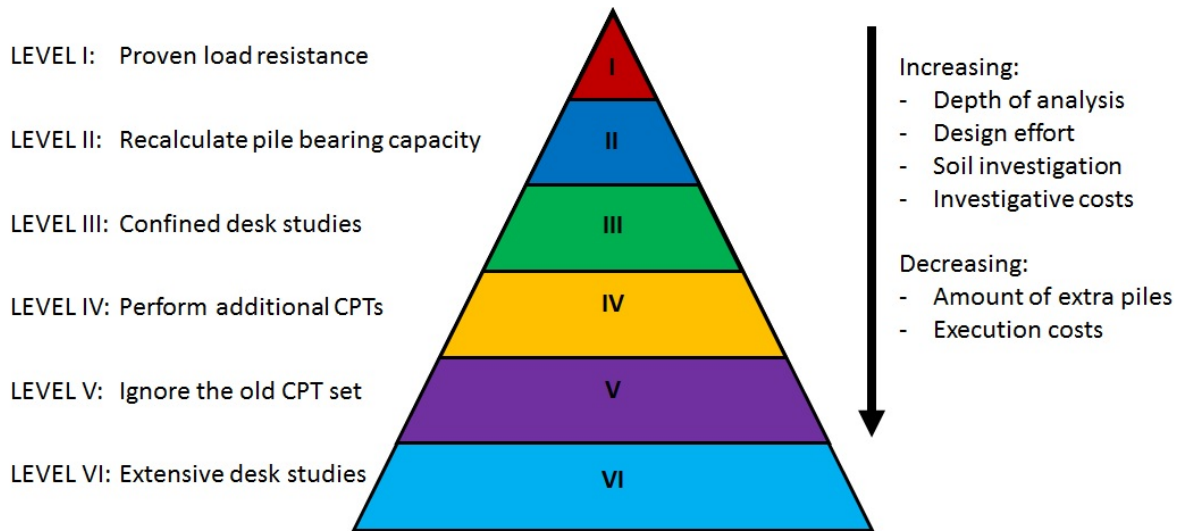 LEVEL I: Proven load resistance
I
LEVEL II: Recalculate pile bearing capacity
II
LEVEL III: Confined desk studies
III
LEVEL IV: Perform additional CPTs
IV
LEVEL V: Ignore the old CPT set
V
LEVEL VI: Extensive desk studies
VI
Increasing:
- Depth of analysis
- Design effort
- Soil investigation
- Investigative costs
Decreasing:
- Amount of extra piles
- Execution costs